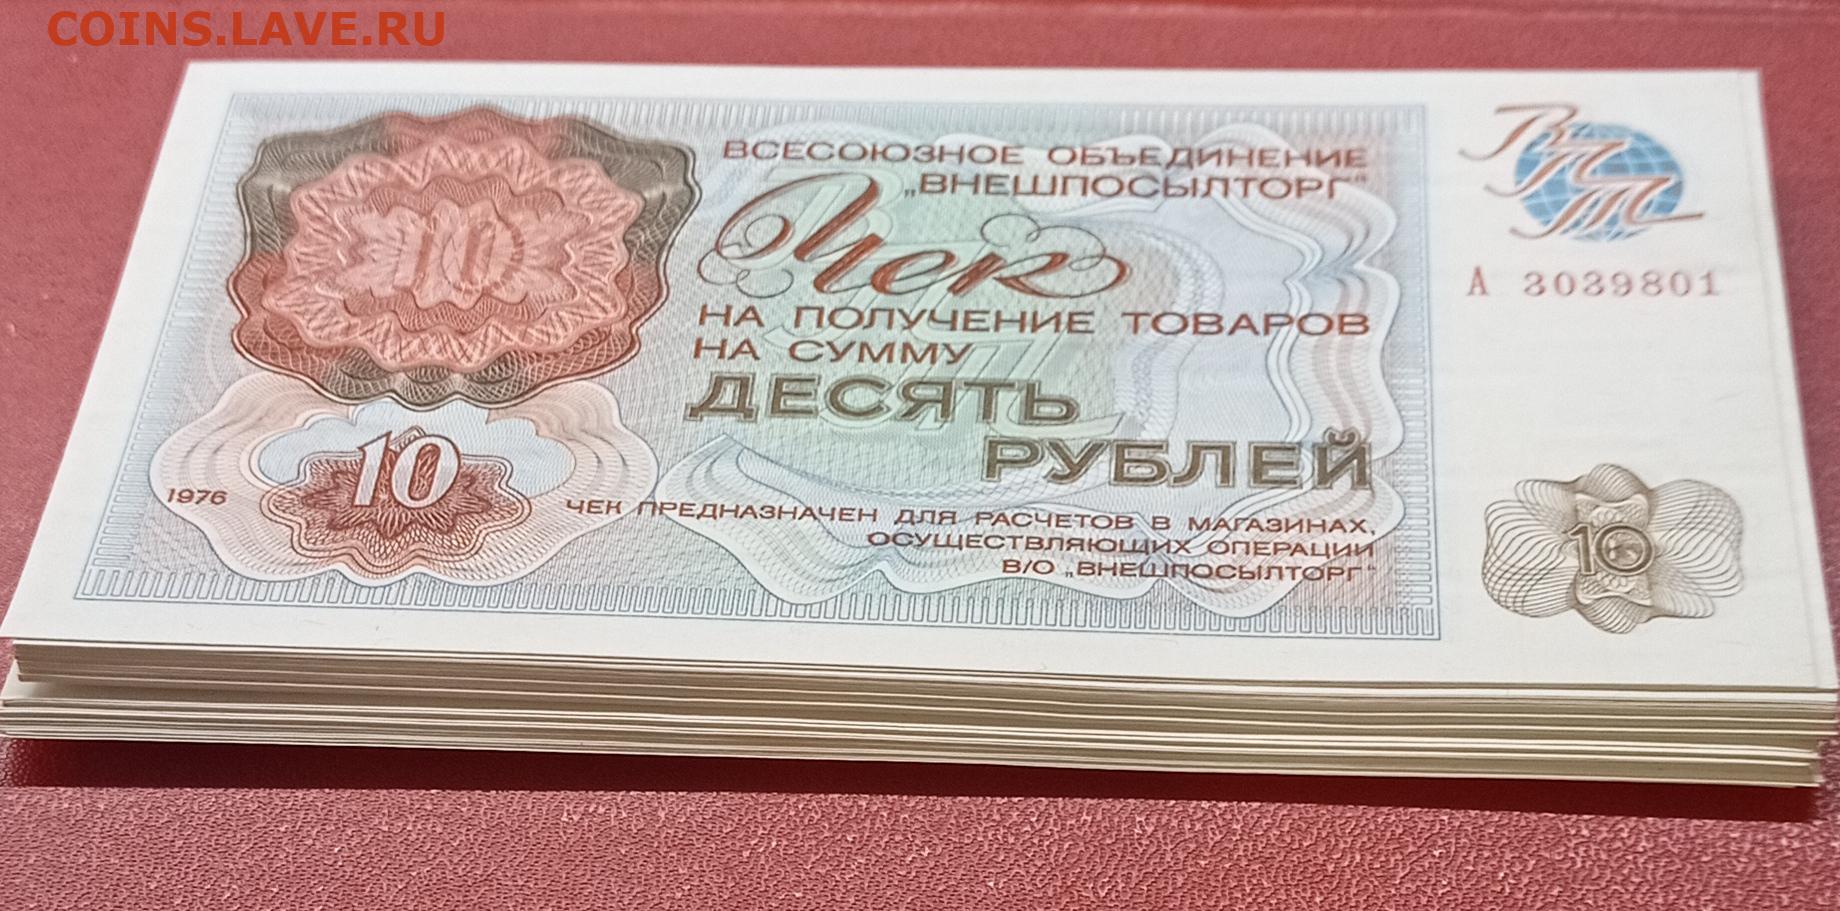 COINS.LAVE.RU
ВСЕСОЮЗНОЕ ОБЪЕДИНЕНИЕ
„ВНЕШПОСЫЛТОРГ"
ВПТ
Чек
А 3039801
10
НА ПОЛУЧЕНИЕ ТОВАРОВ
НА СУММУ
ДЕСЯТЬ
РУБЛЕЙ
10
1976
ЧЕК ПРЕДНАЗНАЧЕН ДЛЯ РАСЧЕТОВ В МАГАЗИНАХ,
ОСУЩЕСТВЛЯЮЩИХ ОПЕРАЦИИ
В/О „ВНЕШПОСЫЛТОРГ"
10